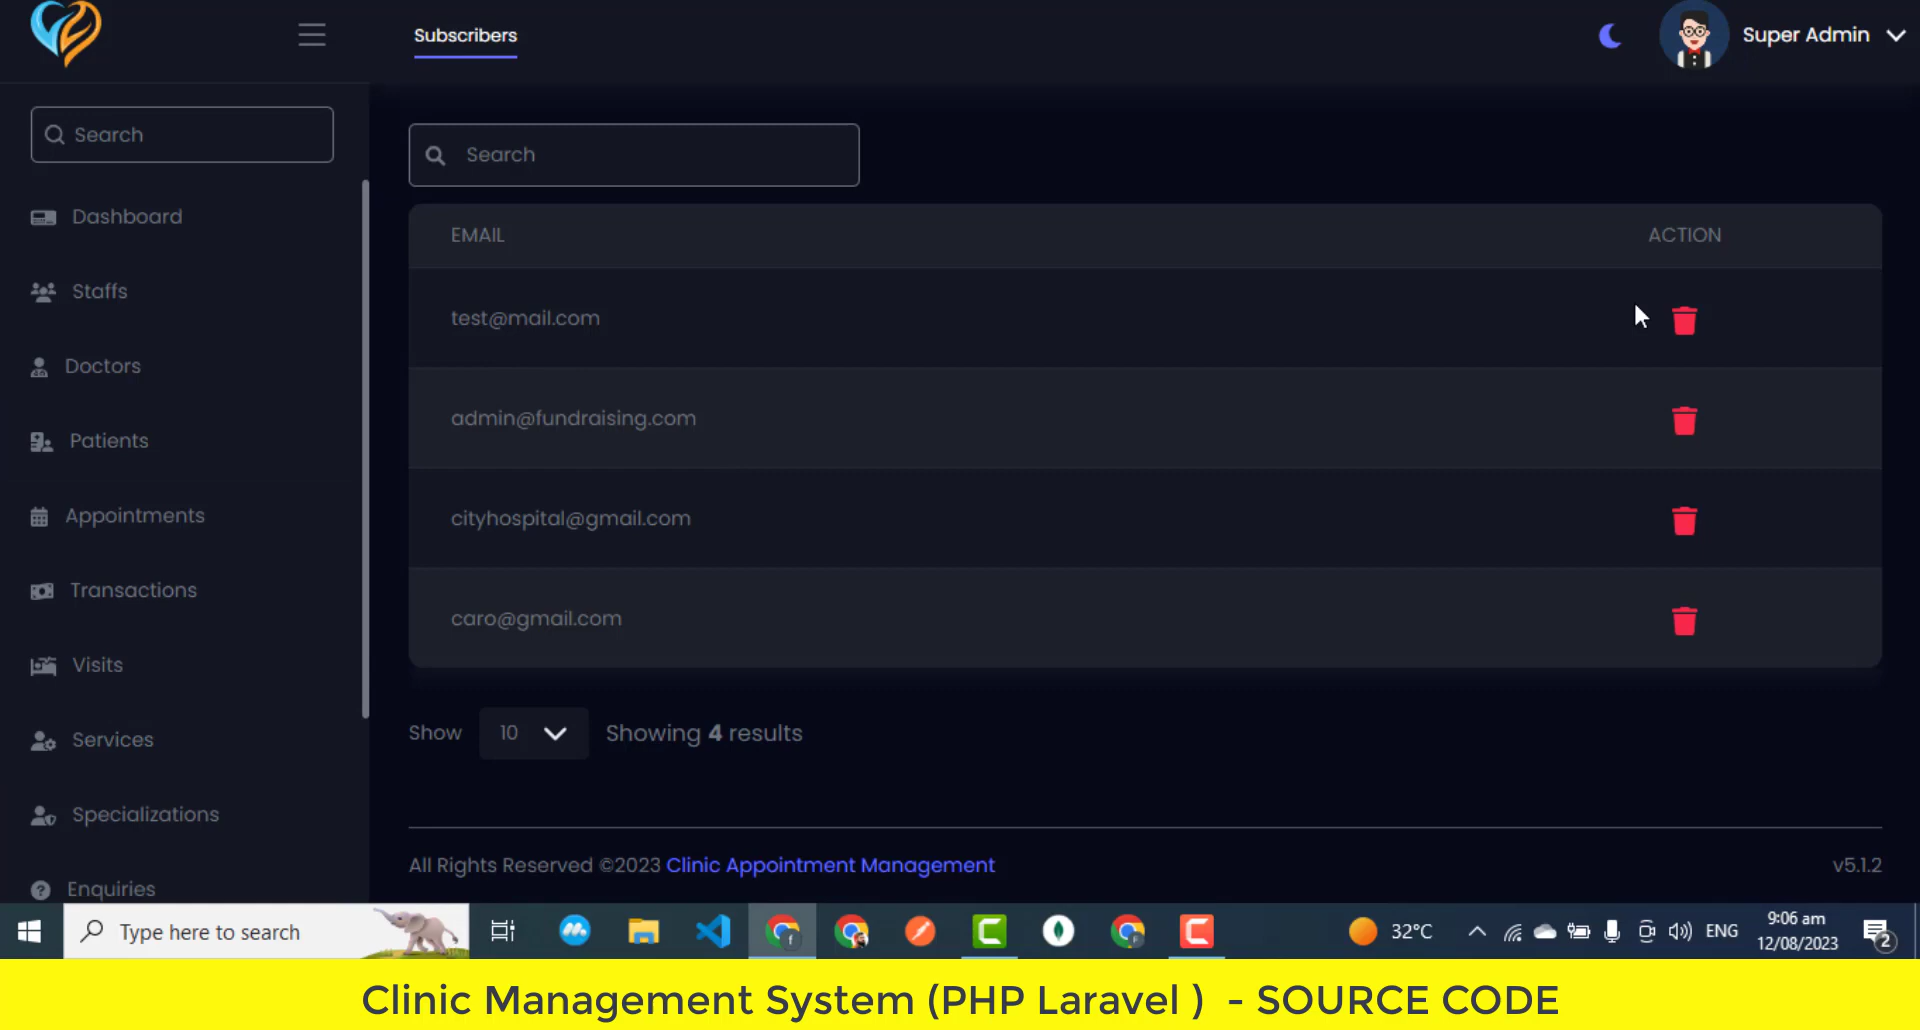 Subscribers
Super Admin
Search
Search
Dashboard
Staffs
Doctors
Patients
Appointments
Transactions
Visits
Services
Specializations
Enquiries
EMAIL ACTION
test@mail.com
admin@fundraising.com
cityhospital@gmail.com
caro@gmail.com
Show 10 Showing 4 results
All Rights Reserved ©2023 Clinic Appointment Management v5.1.2
Type here to search
32°C
ENG
9:06 am
12/08/2023
2
Clinic Management System (PHP Laravel ) - SOURCE CODE